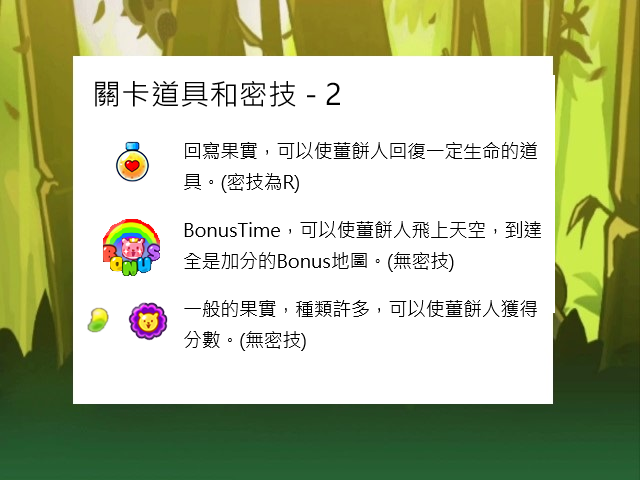 關卡道具和密技 - 2
回寫果實，可以使薑餅人回復一定生命的道
具。(密技為R)
BonusTime，可以使薑餅人飛上天空，到達
全是加分的Bonus地圖。(無密技)
BONUS
一般的果實，種類許多，可以使薑餅人獲得
分數。(無密技)